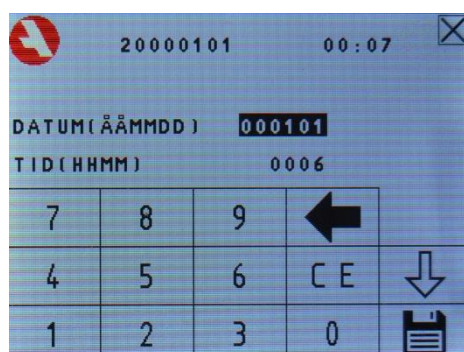 20000101 00:07
DATUM(ÅÅMMDD) 000101
TID(HHMM) 0006
7 8 9
4 5 6 CE
1 2 3 0